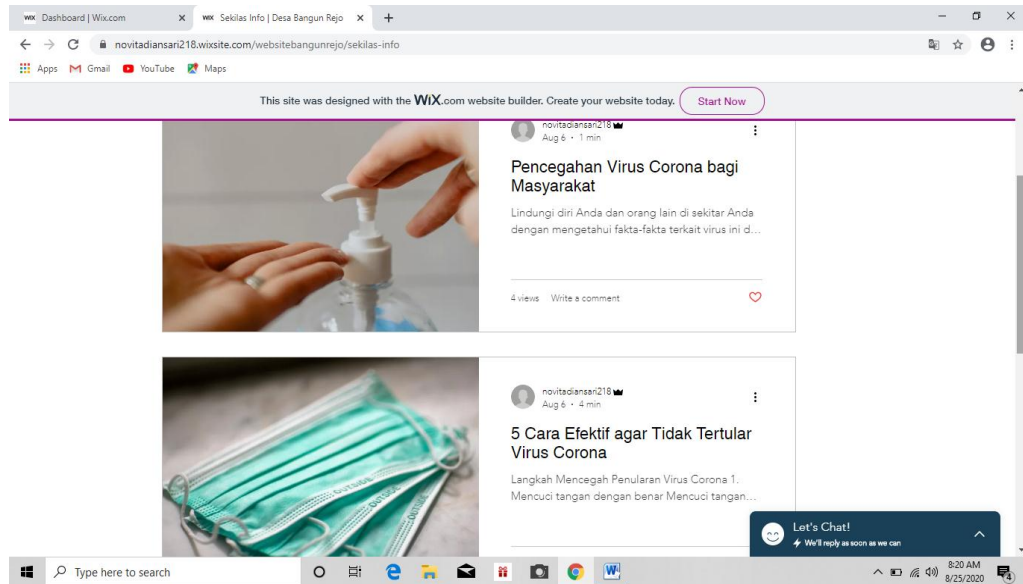 WiX Dashboard | Wix.com
WiX Sekilas Info | Desa Bangun Rejo
novitadiansari218.wixsite.com/websitebangunrejo/sekilas-info
Apps Gmail YouTube Maps
This site was designed with the WiX.com website builder. Create your website today. Start Now
novitadiansari218
Aug 6 · 1 min
Pencegahan Virus Corona bagi
Masyarakat
Lindungi diri Anda dan orang lain di sekitar Anda
dengan mengetahui fakta-fakta terkait virus ini d...
4 views Write a comment
novitadiansari218
Aug 6 · 4 min
5 Cara Efektif agar Tidak Tertular
Virus Corona
Langkah Mencegah Penularan Virus Corona 1.
Mencuci tangan dengan benar Mencuci tangan...
OUTSIDE
OUTSIDE
OUTSIDE
Let's Chat!
We'll reply as soon as we can
Type here to search
8:20 AM
8/25/2020